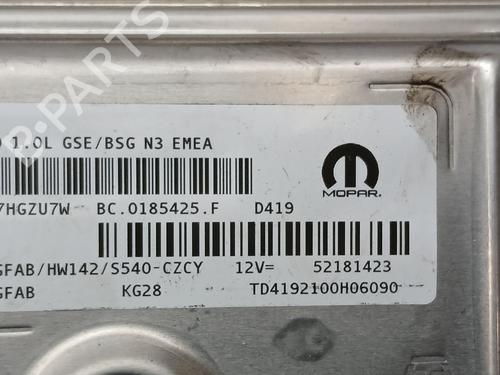 B-PARTS
1.0L GSE/BSG N3 EMEA
7HGZU7W BC.0185425.F D419
MOPAR
GFAB/HW142/S540-CZCY 12V= 52181423
GFAB KG28 TD4192100H06090